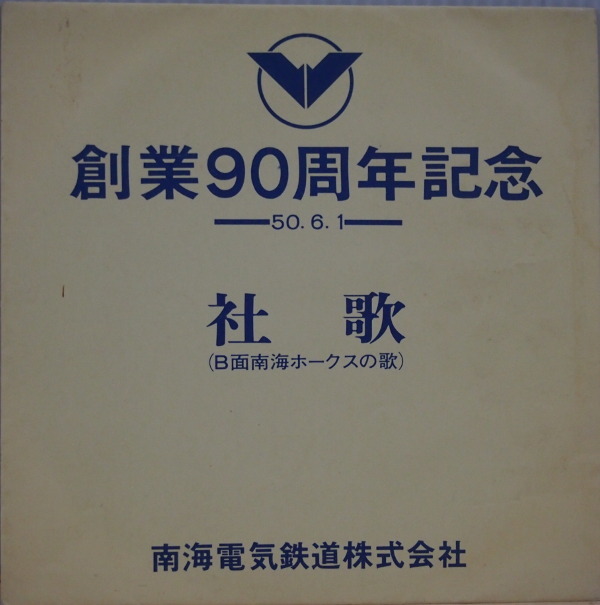 創業90周年記念
50.6.1
社 歌
(B面南海ホークスの歌)
南海電気鉄道株式会社